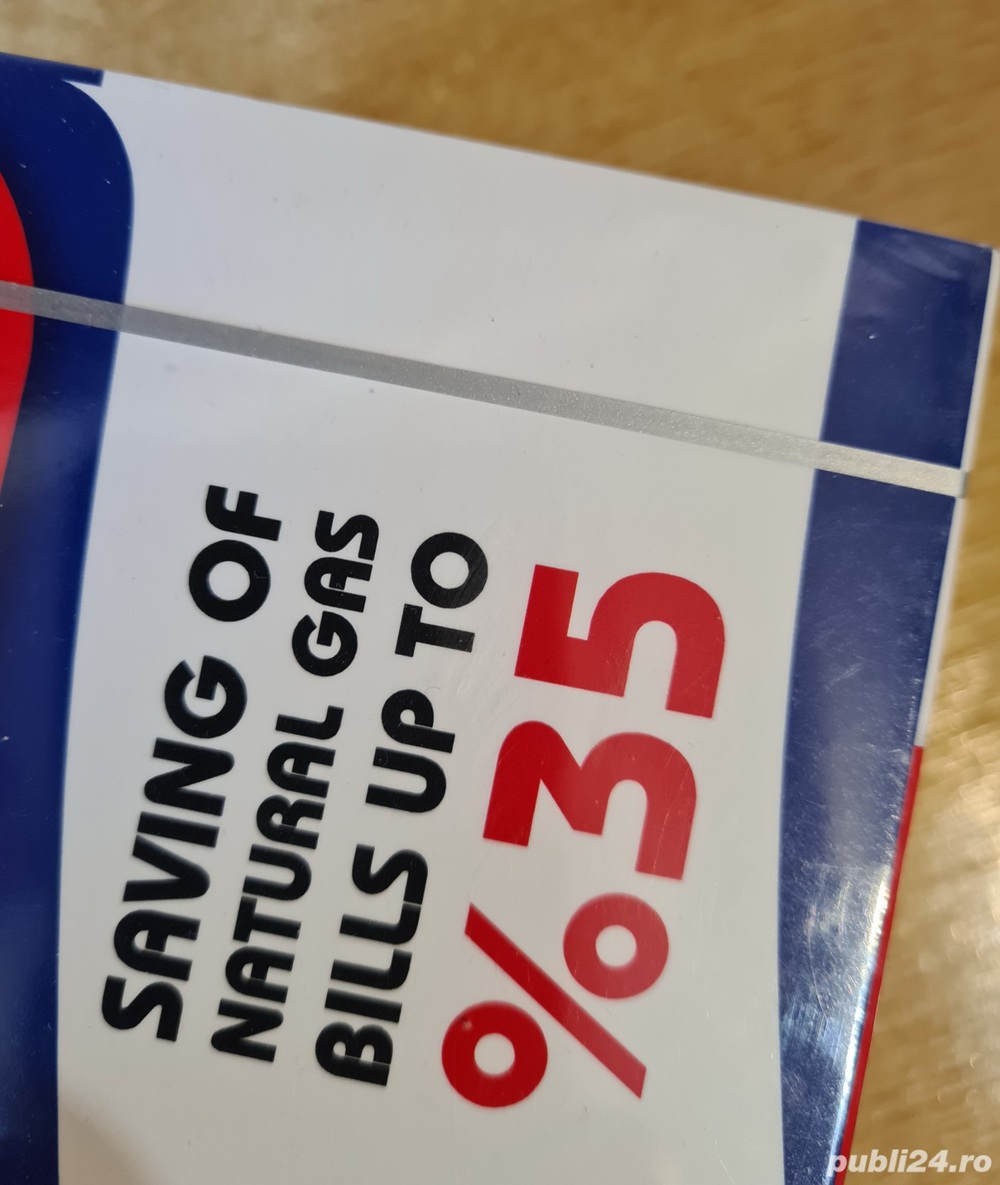 SAVING OF
NATURAL GAS
BILLS UP TO
%35
publi24.ro